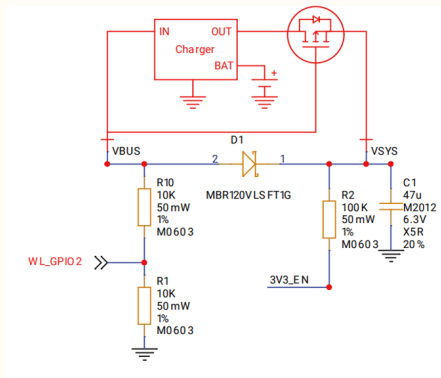 IN
OUT
Charger
BAT
+
D1
VBUS
VSYS
2
1
R10
10K
50mW
1%
M0603
MBR120VLSFT1G
R2
100K
50mW
1%
M0603
C1
47u
M2012
6.3V
X5R
20%
WL_GPIO2
R1
10K
50mW
1%
M0603
3V3_EN